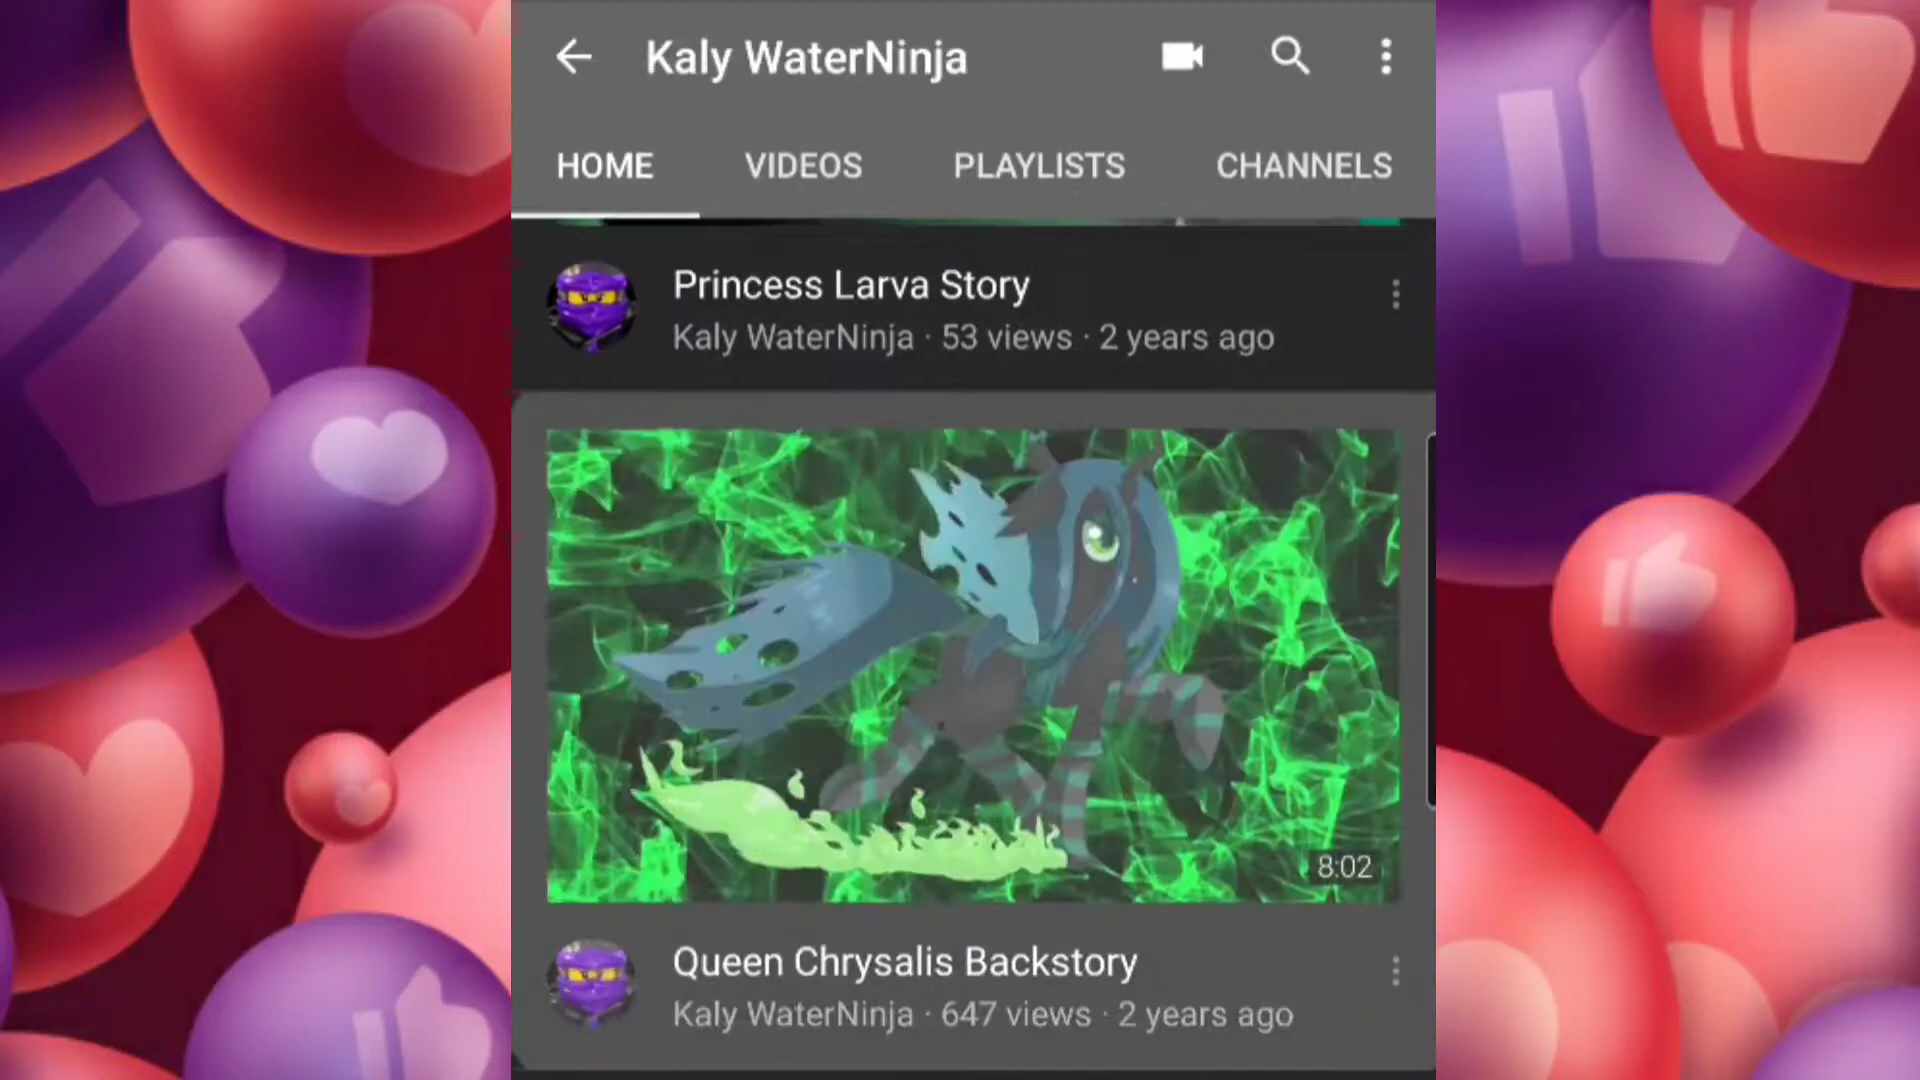 Kaly WaterNinja
HOME VIDEOS PLAYLISTS CHANNELS
Princess Larva Story
Kaly WaterNinja · 53 views · 2 years ago
8:02
Queen Chrysalis Backstory
Kaly WaterNinja · 647 views · 2 years ago